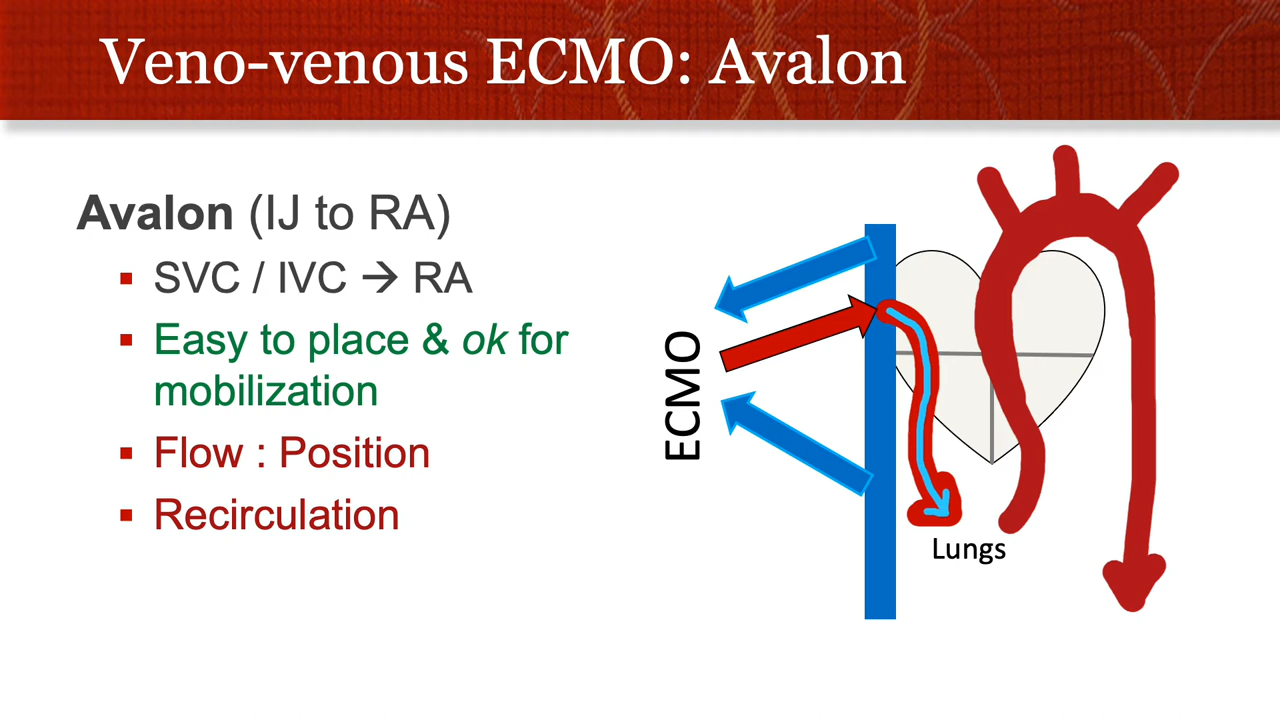 Veno-venous ECMO: Avalon
Avalon (IJ to RA)
▪ SVC / IVC → RA
▪ Easy to place & ok for
mobilization
▪ Flow : Position
▪ Recirculation
ECMO
Lungs